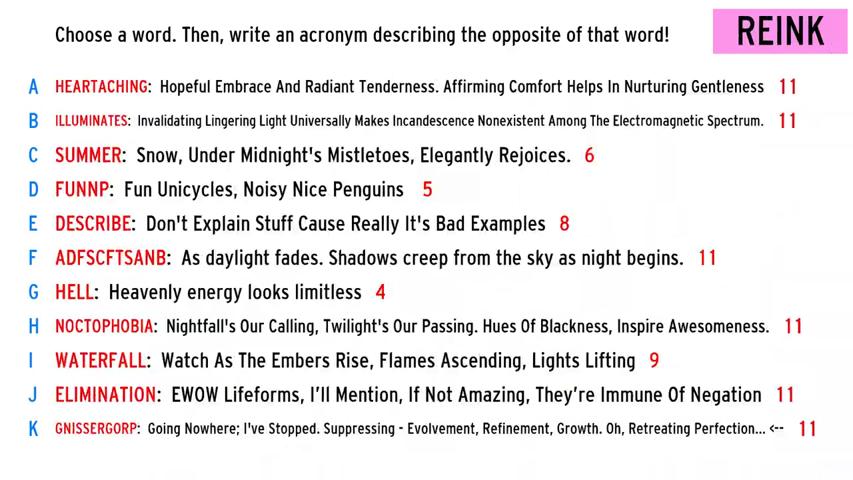 Choose a word. Then, write an acronym describing the opposite of that word!
REINK
A HEARTACHING: Hopeful Embrace And Radiant Tenderness. Affirming Comfort Helps In Nurturing Gentleness 11
B ILLUMINATES: Invalidating Lingering Light Universally Makes Incandescence Nonexistent Among The Electromagnetic Spectrum. 11
C SUMMER: Snow, Under Midnight's Mistletoes, Elegantly Rejoices. 6
D FUNNP: Fun Unicycles, Noisy Nice Penguins 5
E DESCRIBE: Don't Explain Stuff Cause Really It's Bad Examples 8
F ADFSCFTSANB: As daylight fades. Shadows creep from the sky as night begins. 11
G HELL: Heavenly energy looks limitless 4
H NOCTOPHOBIA: Nightfall's Our Calling, Twilight's Our Passing. Hues Of Blackness, Inspire Awesomeness. 11
I WATERFALL: Watch As The Embers Rise, Flames Ascending, Lights Lifting 9
J ELIMINATION: EWOW Lifeforms, I'll Mention, If Not Amazing, They're Immune Of Negation 11
K GNISSERGORP: Going Nowhere; I've Stopped. Suppressing - Evolvement, Refinement, Growth. Oh, Retreating Perfection... <-- 11